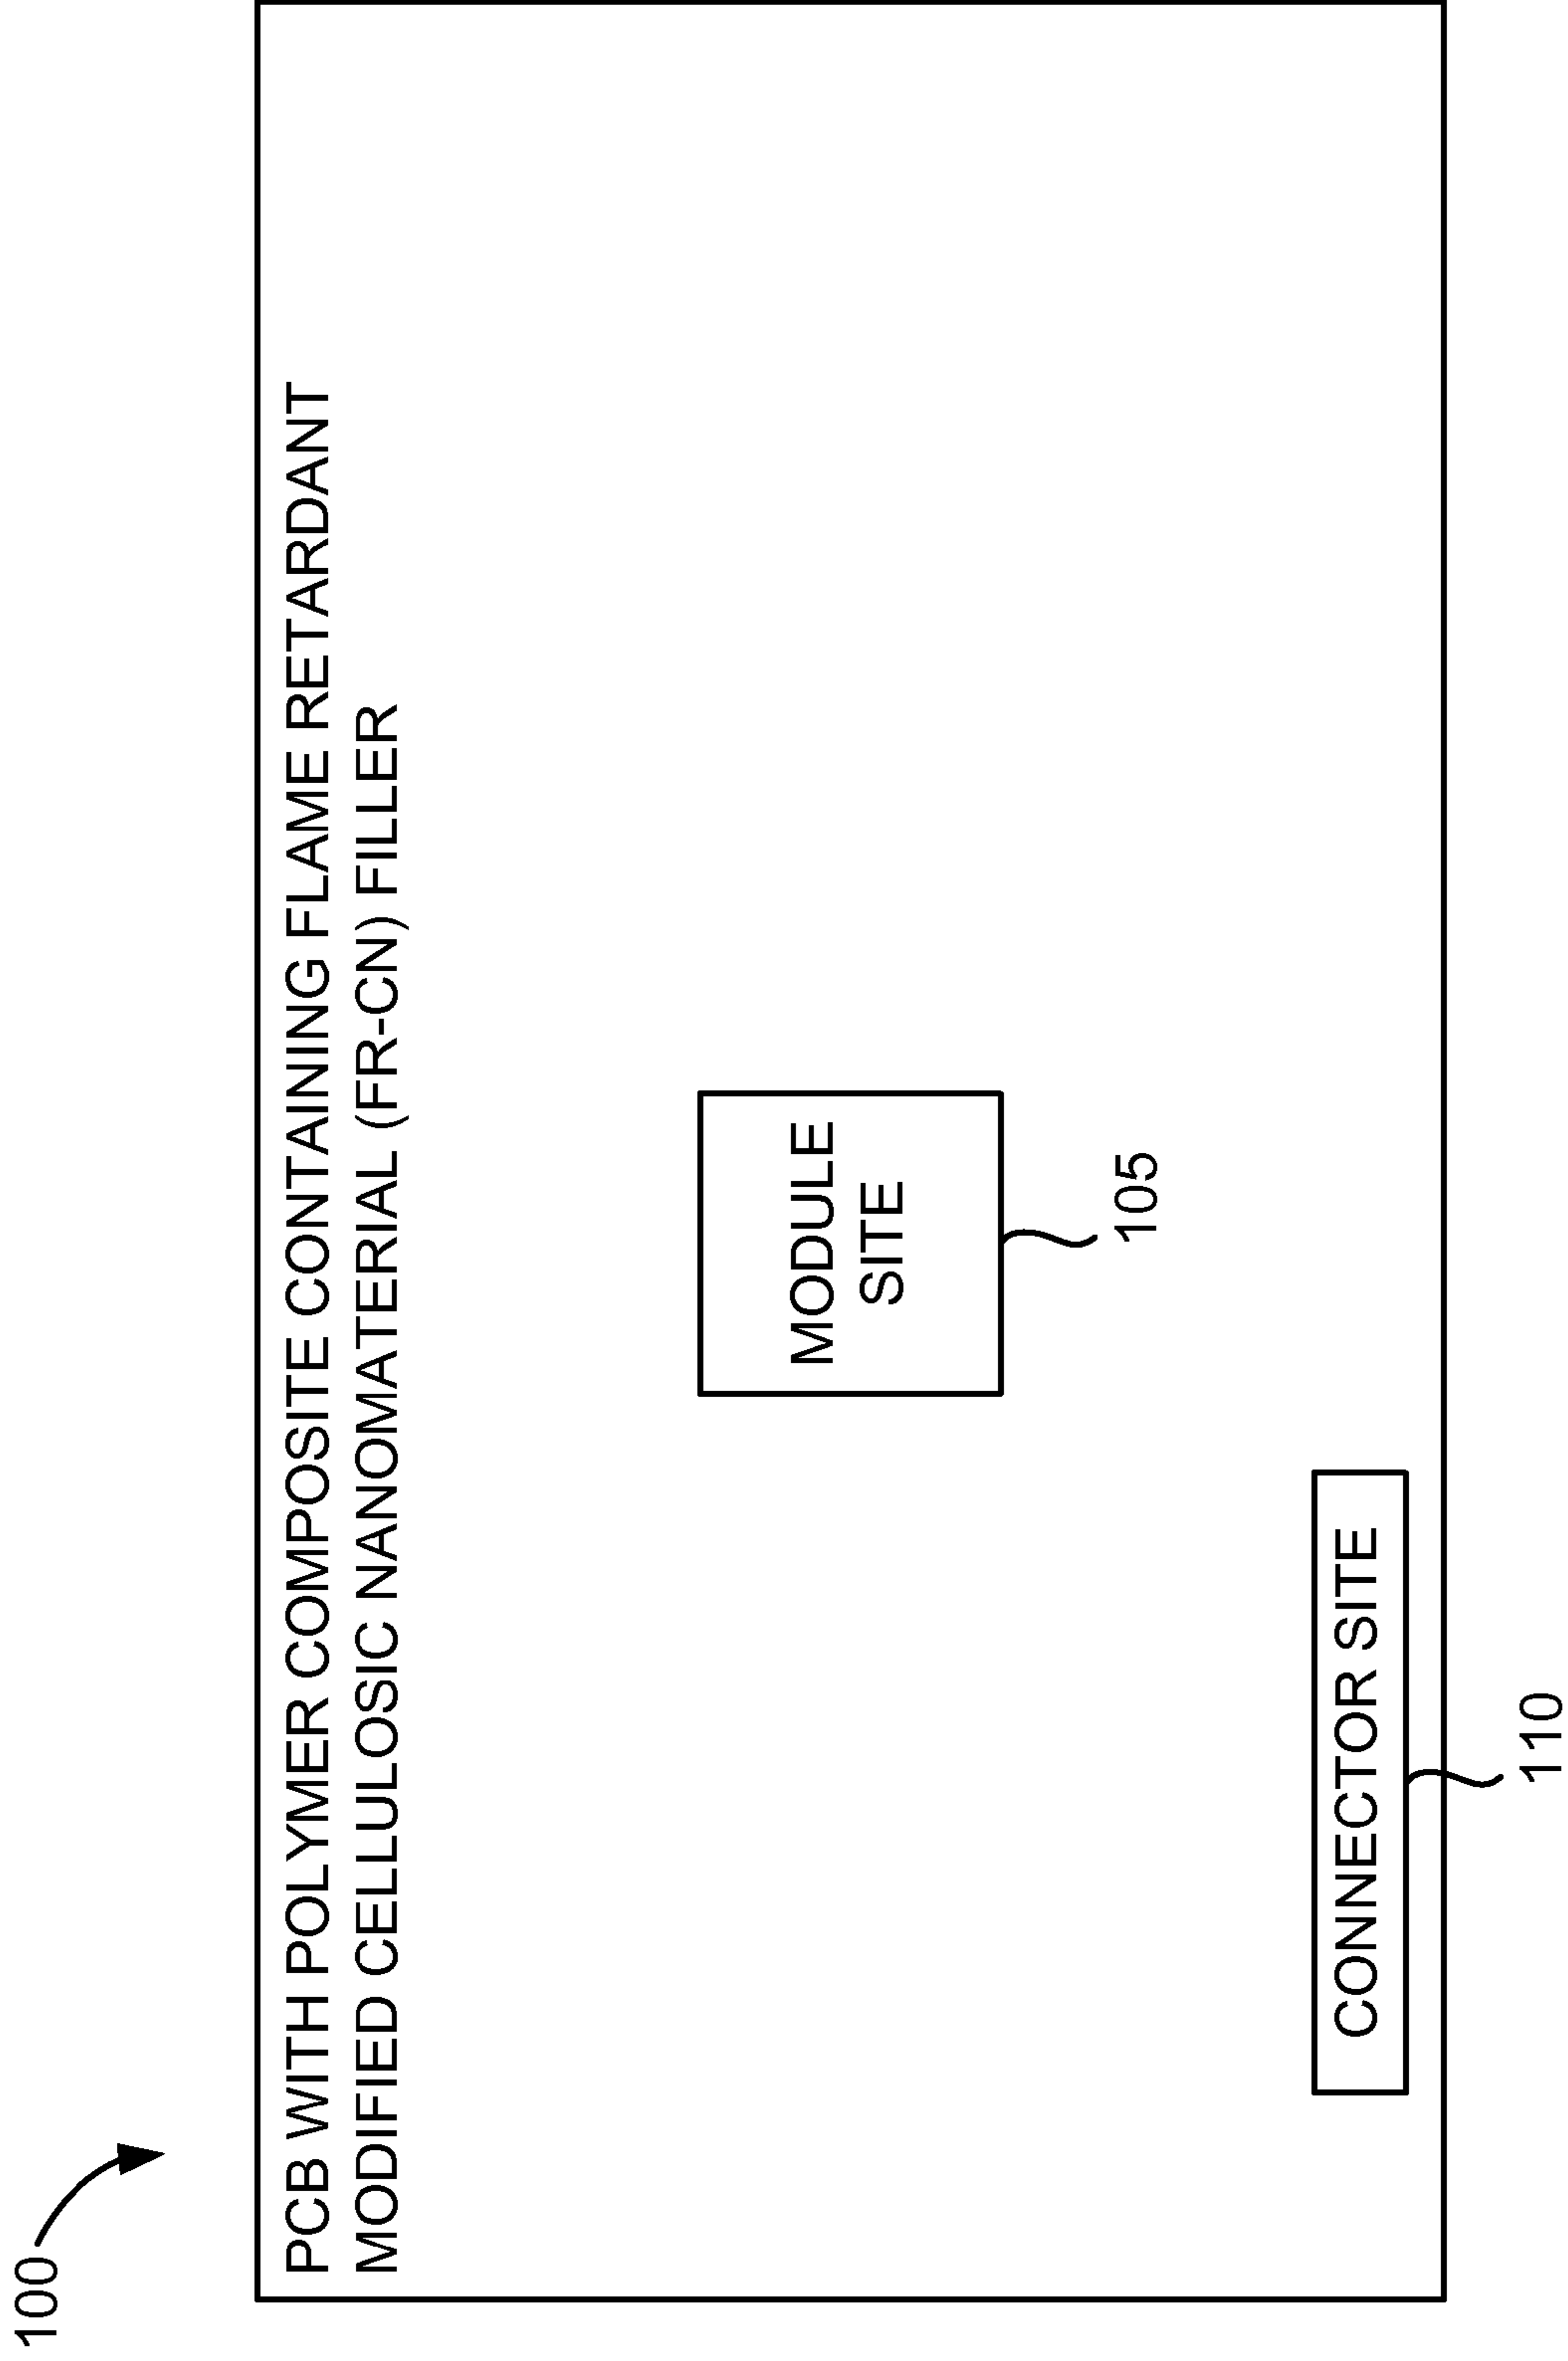 100
PCB WITH POLYMER COMPOSITE CONTAINING FLAME RETARDANT
MODIFIED CELLULOSIC NANOMATERIAL (FR-CN) FILLER
MODULE
SITE
105
CONNECTOR SITE
110